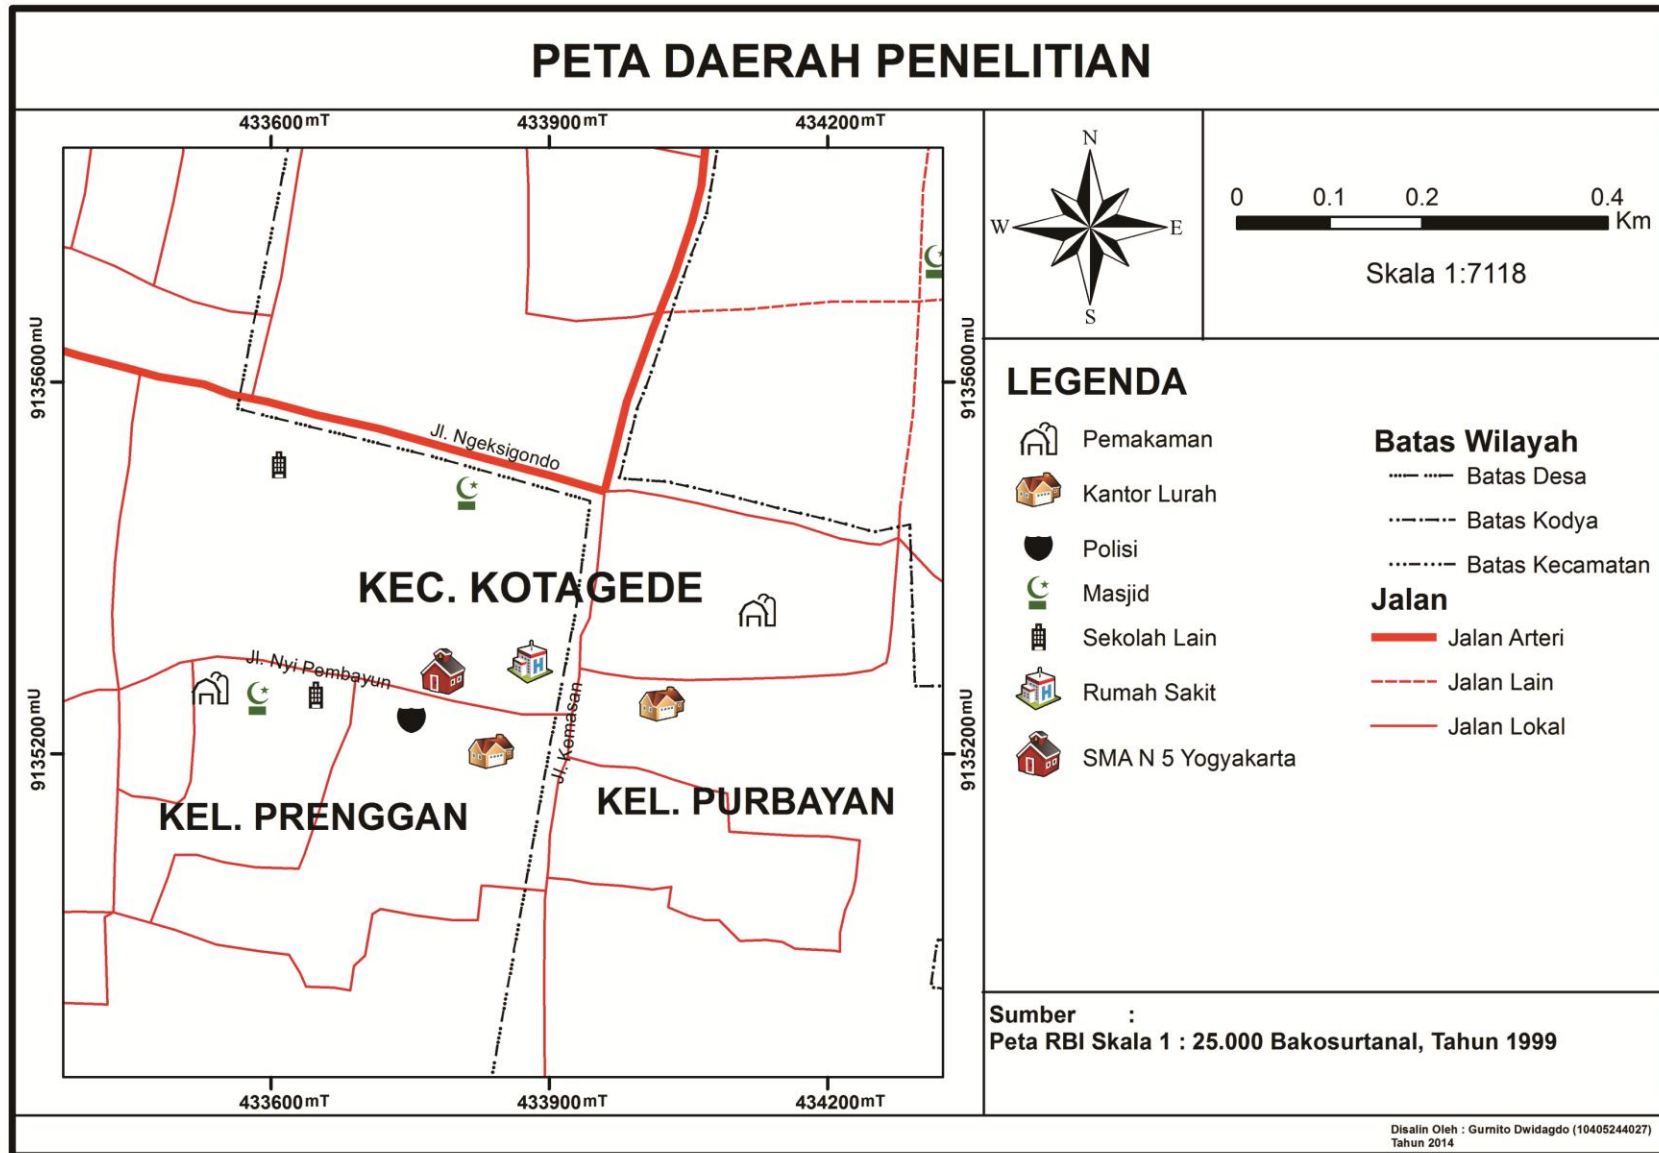 PETA DAERAH PENELITIAN
433600mT
433900mT
434200mT
9135600mU
9135600mU
Jl. Ngeksigondo
KEC. KOTAGEDE
Jl. Nyi Pembayun
Jl. Komasan
9135200mU
9135200mU
KEL. PRENGGAN
KEL. PURBAYAN
433600mT
433900mT
434200mT
N
W
E
S
0 0.1 0.2 0.4
Km
Skala 1:7118
LEGENDA
Pemakaman
Kantor Lurah
Polisi
Masjid
Sekolah Lain
H
Rumah Sakit
SMA N 5 Yogyakarta
Batas Wilayah
Batas Desa
Batas Kodya
Batas Kecamatan
Jalan
Jalan Arteri
Jalan Lain
Jalan Lokal
Sumber :
Peta RBI Skala 1 : 25.000 Bakosurtanal, Tahun 1999
Disalin Oleh : Gurnito Dwidagdo (10405244027)
Tahun 2014